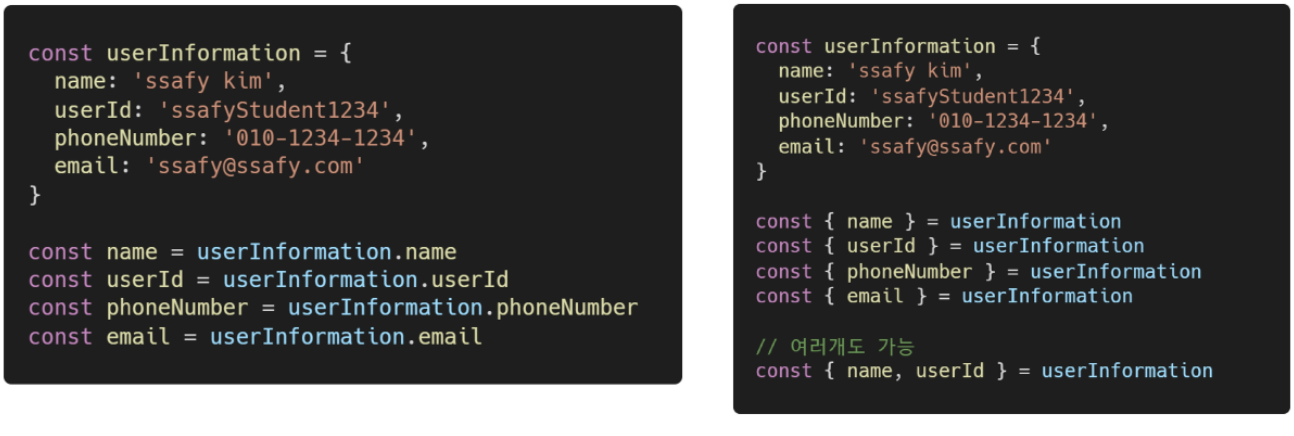 const userInformation = {
  name: 'ssafy kim',
  userId: 'ssafyStudent1234',
  phoneNumber: '010-1234-1234',
  email: 'ssafy@ssafy.com'
}
const name = userInformation.name
const userId = userInformation.userId
const phoneNumber = userInformation.phoneNumber
const email = userInformation.email
const userInformation = {
  name: 'ssafy kim',
  userId: 'ssafyStudent1234',
  phoneNumber: '010-1234-1234',
  email: 'ssafy@ssafy.com'
}
const { name } = userInformation
const { userId } = userInformation
const { phoneNumber } = userInformation
const { email } = userInformation
// 여러개도 가능
const { name, userId } = userInformation